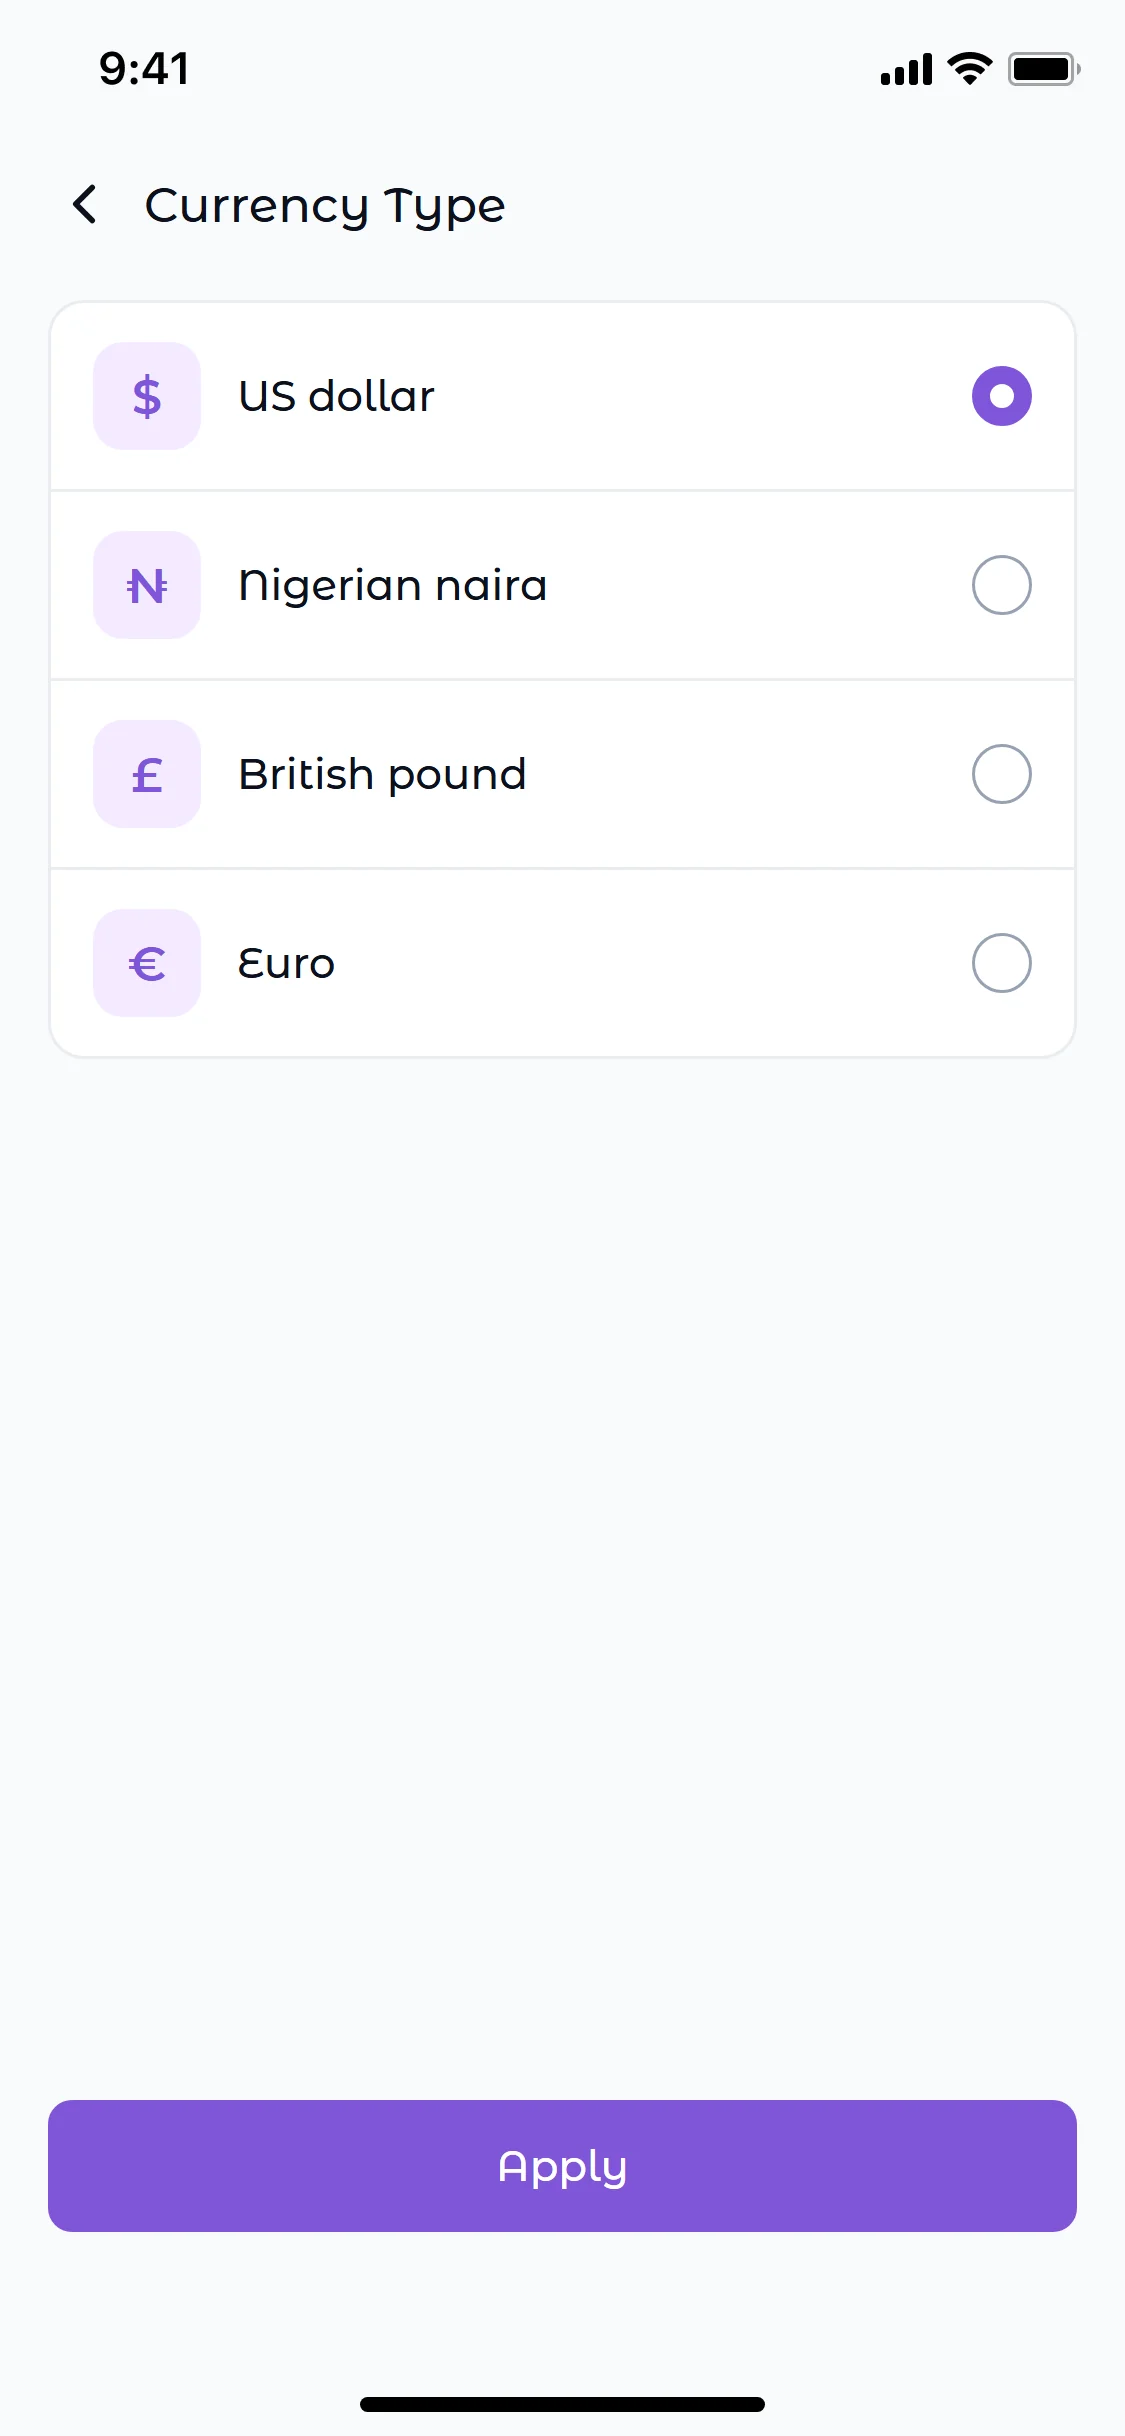 9:41
Currency Type
$ US dollar
₦ Nigerian naira
£ British pound
€ Euro
Apply